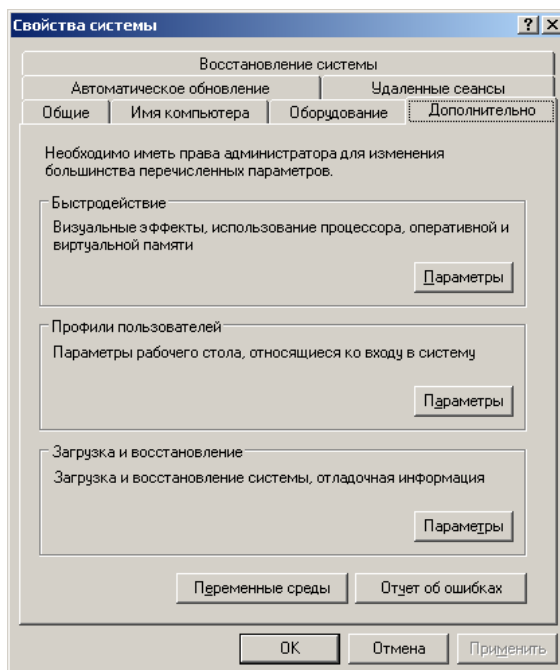 Свойства системы
Восстановление системы
Автоматическое обновление Удаленные сеансы
Общие Имя компьютера Оборудование Дополнительно
Необходимо иметь права администратора для изменения
большинства перечисленных параметров.
Быстродействие
Визуальные эффекты, использование процессора, оперативной и
виртуальной памяти
Параметры
Профили пользователей
Параметры рабочего стола, относящиеся ко входу в систему
Параметры
Загрузка и восстановление
Загрузка и восстановление системы, отладочная информация
Параметры
Переменные среды Отчет об ошибках
OK Отмена Применить